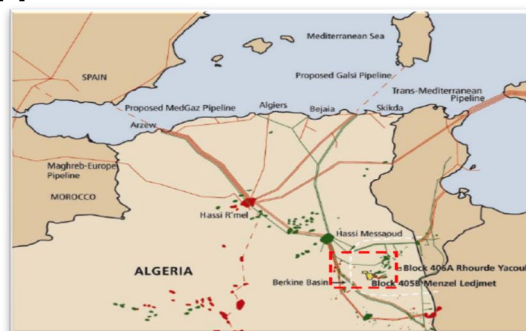 Mediterranean Sea
Proposed Galsi Pipeline
SPAIN
Trans-Mediterranean
Pipeline
Proposed MedGaz Pipeline
Algiers
Bejaia
Skikda
Arzew
Maghreb-Europe
Pipeline
MOROCCO
Hassi R'mel
Hassi Messaoud
ALGERIA
Block 406A Rhourde Yacoub
Berkine Basin
Block 405B Menzel Ledjmet